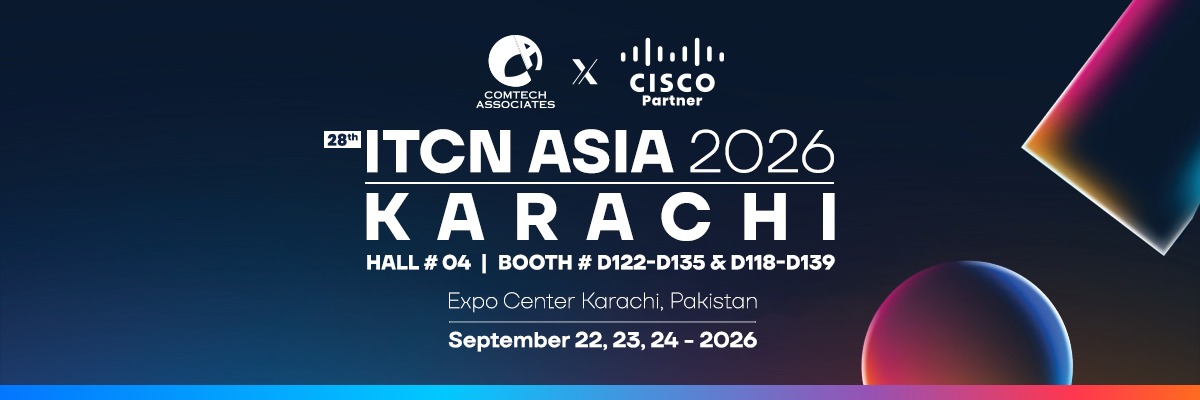 COMTECH
ASSOCIATES
X
CISCO
Partner
28th ITCN ASIA 2026
KARACHI
HALL # 04 | BOOTH # D122-D135 & D118-D139
Expo Center Karachi, Pakistan
September 22, 23, 24 - 2026